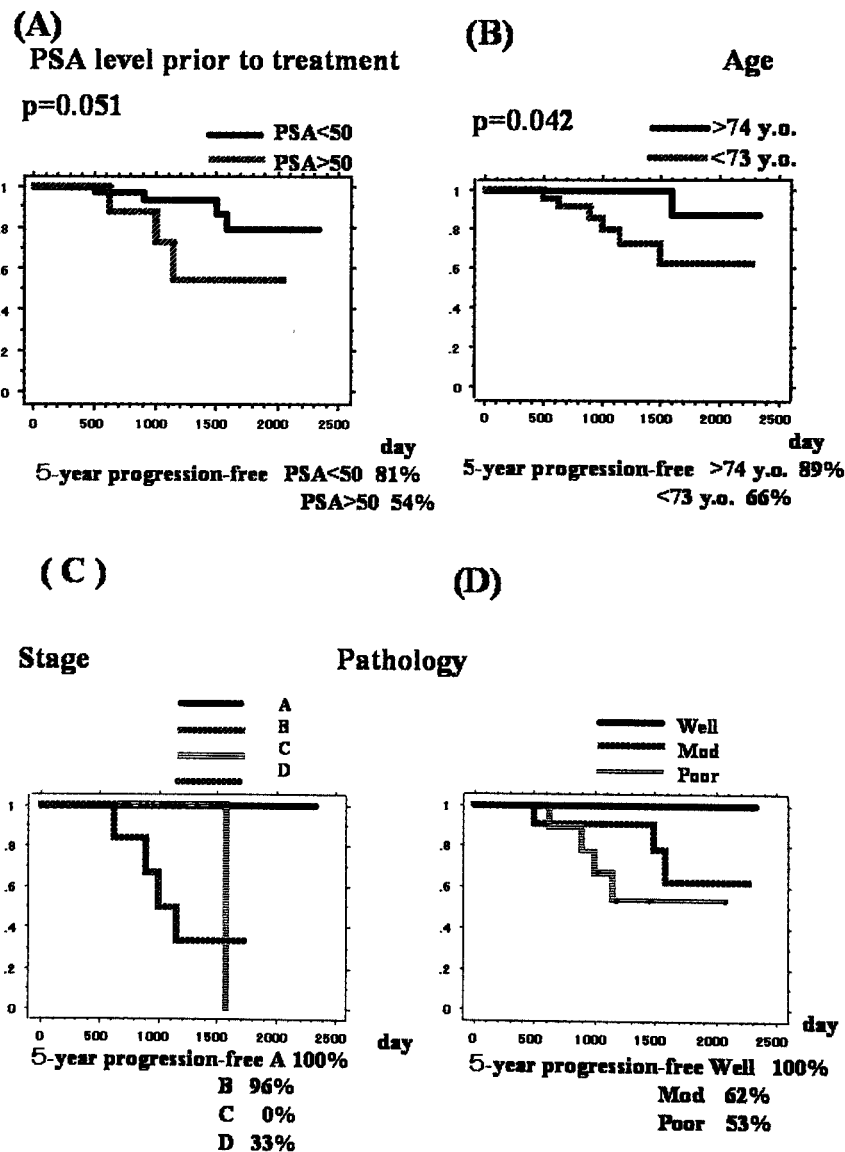 (A)
PSA level prior to treatment
p=0.051
PSA<50
PSA>50
1
.8
.6
.4
.2
0
0 500 1000 1500 2000 2500
day
5-year progression-free PSA<50 81%
PSA>50 54%
(B)
Age
p=0.042
>74 y.o.
<73 y.o.
1
.8
.6
.4
.2
0
0 500 1000 1500 2000 2500
day
5-year progression-free >74 y.o. 89%
<73 y.o. 66%
( C )
Stage
A
B
C
D
1
.8
.6
.4
.2
0
0 500 1000 1500 2000 2500
day
5-year progression-free A 100%
B 96%
C 0%
D 33%
(D)
Pathology
Well
Mod
Poor
1
.8
.6
.4
.2
0
0 500 1000 1500 2000 2500
day
5-year progression-free Well 100%
Mod 62%
Poor 53%